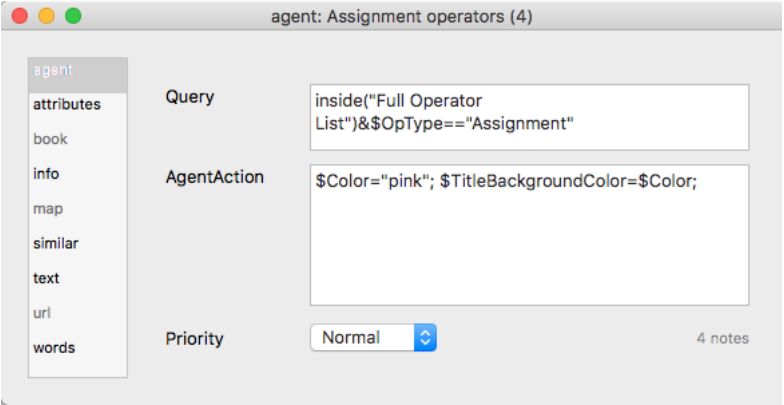 agent: Assignment operators (4)
agent
attributes
book
info
map
similar
text
url
words
Query
inside("Full Operator
List")&$OpType=="Assignment"
AgentAction
$Color="pink"; $TitleBackgroundColor=$Color;
Priority
Normal
4 notes